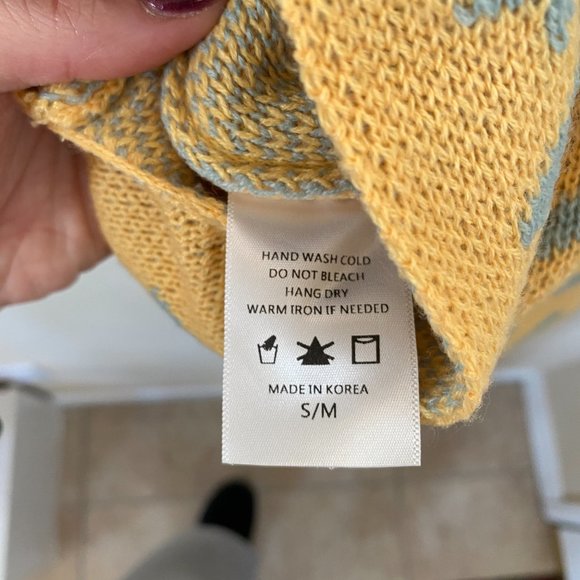 HAND WASH COLD
DO NOT BLEACH
HANG DRY
WARM IRON IF NEEDED
MADE IN KOREA
S/M